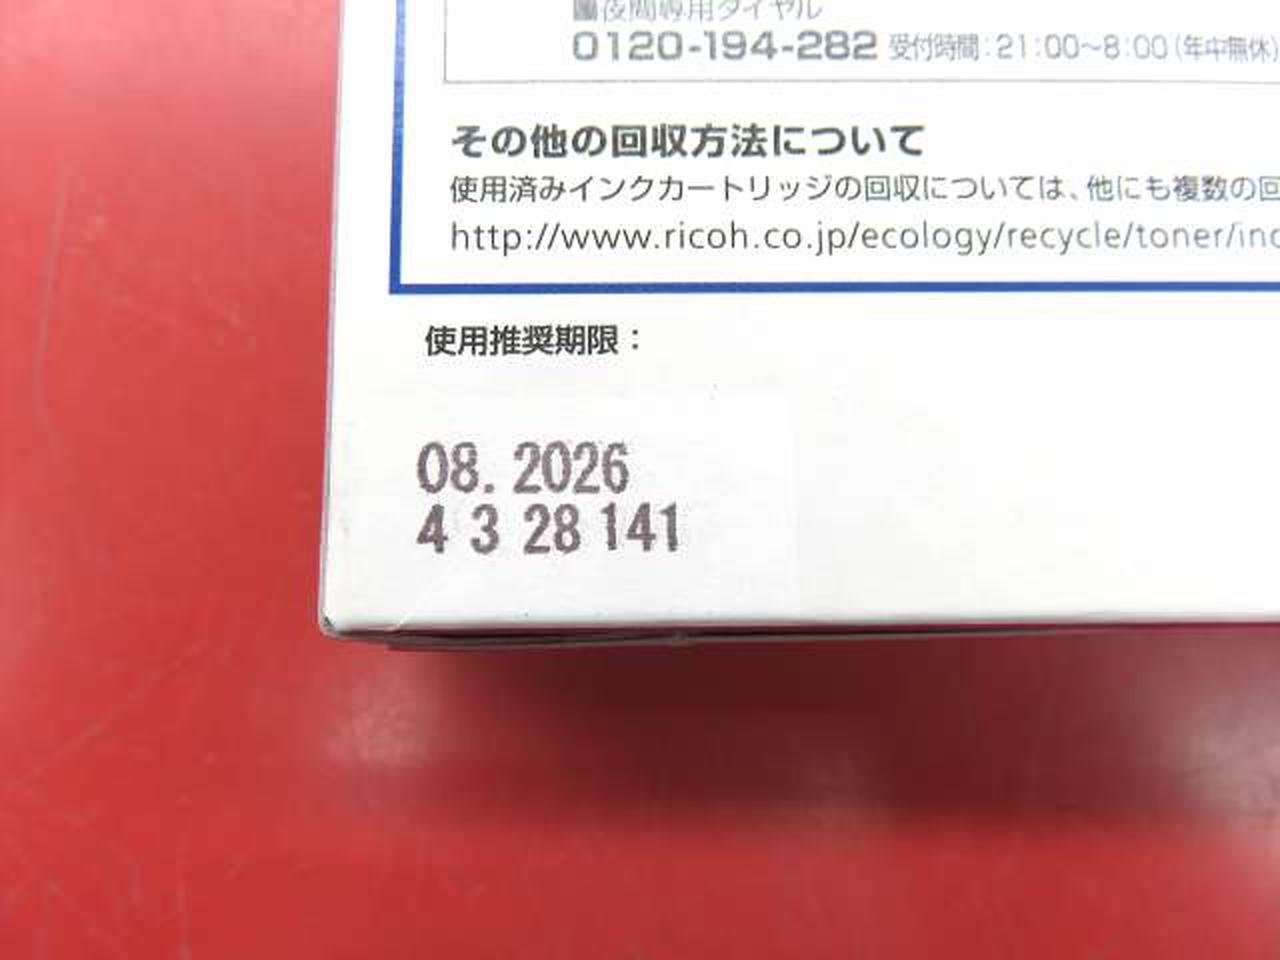 ■夜間専用ダイヤル
0120-194-282 受付時間:21:00~8:00(年中無休)
その他の回収方法について
使用済みインクカートリッジの回収については、他にも複数の回
http://www.ricoh.co.jp/ecology/recycle/toner/inc
使用推奨期限:
08. 2026
4 3 28 141